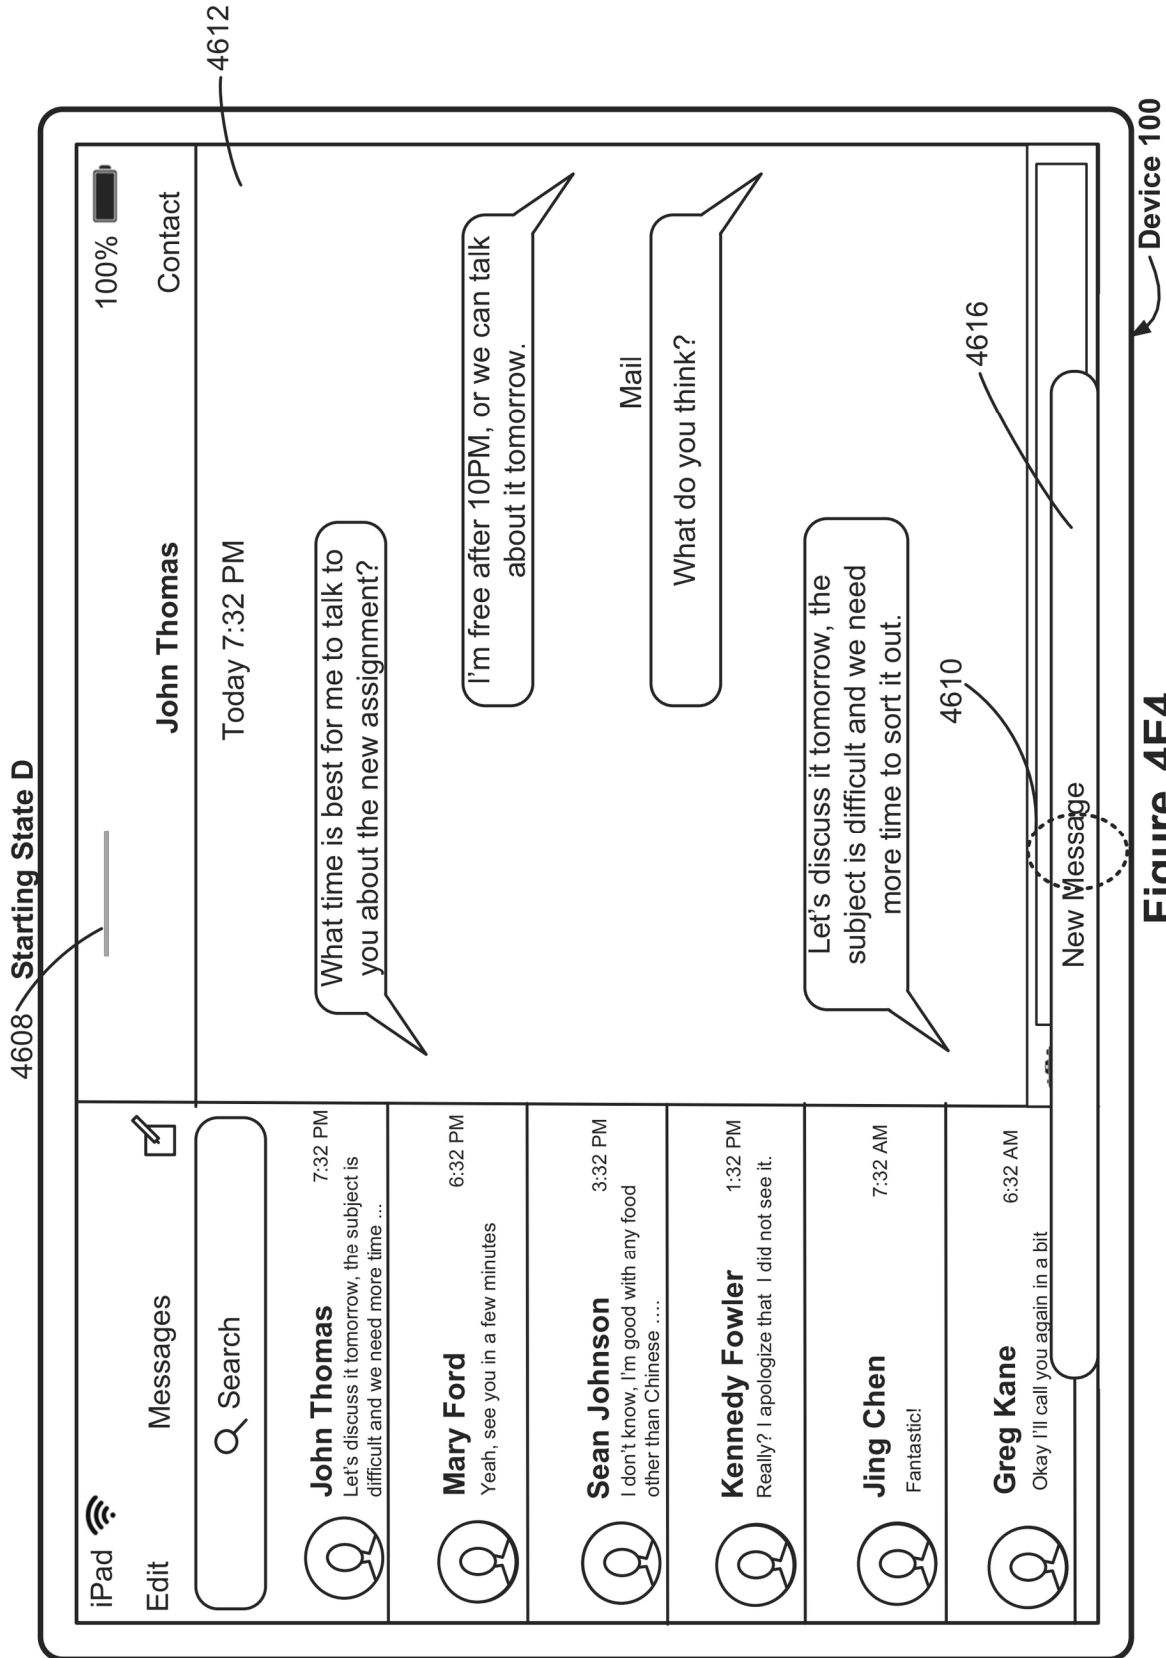 Starting State D
4608
4612
iPad
100%
Edit
Messages
John Thomas
Contact
Search
Today 7:32 PM
John Thomas
7:32 PM
Let's discuss it tomorrow, the subject is
difficult and we need more time ...
Mary Ford
6:32 PM
Yeah, see you in a few minutes
Sean Johnson
3:32 PM
I don't know, I'm good with any food
other than Chinese ....
Kennedy Fowler
1:32 PM
Really? I apologize that I did not see it.
Jing Chen
7:32 AM
Fantastic!
Greg Kane
6:32 AM
Okay I'll call you again in a bit
What time is best for me to talk to
you about the new assignment?
I'm free after 10PM, or we can talk
about it tomorrow.
Mail
What do you think?
Let's discuss it tomorrow, the
subject is difficult and we need
more time to sort it out.
4610
4616
New Message
Device 100
Figure 4E4